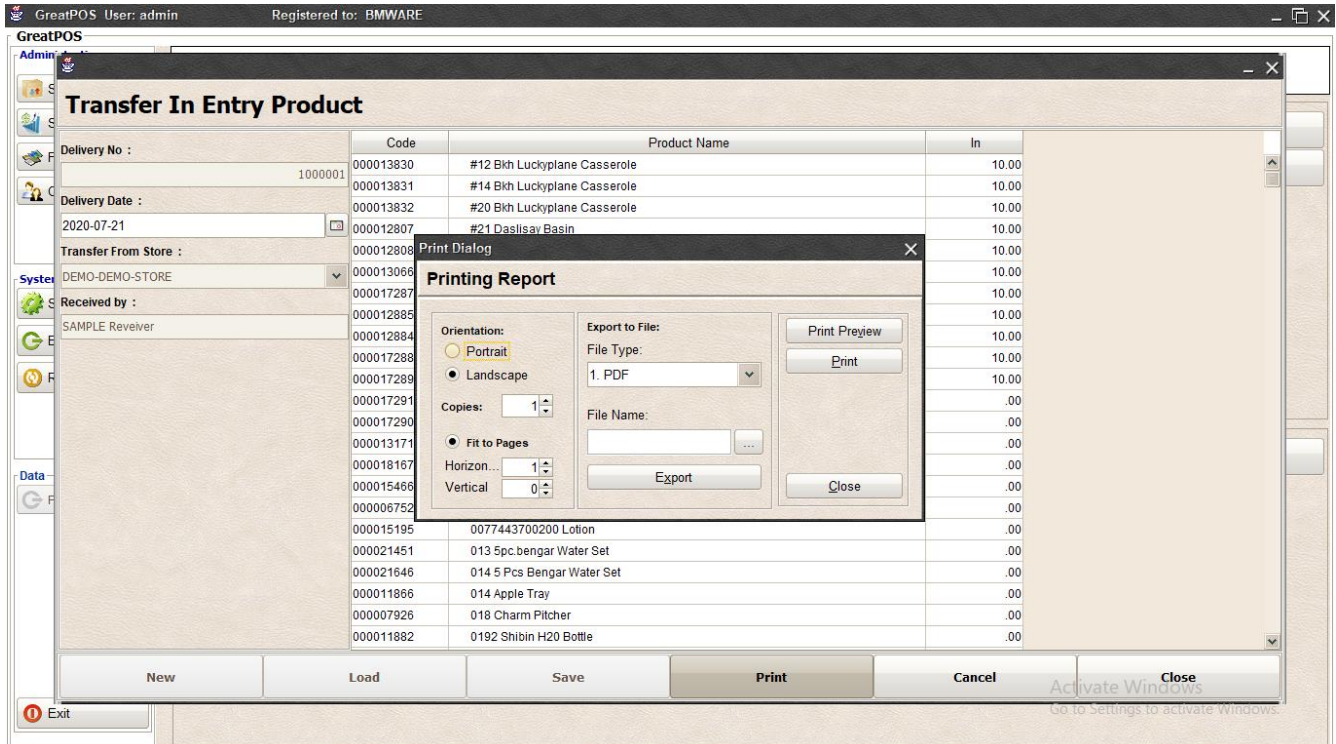 GreatPOS User: admin Registered to: BMWARE
GreatPOS
Transfer In Entry Product
Delivery No :
1000001
Delivery Date :
2020-07-21
Transfer From Store :
DEMO-DEMO-STORE
Received by :
SAMPLE Reveiver
Code Product Name In
000013830 #12 Bkh Luckyplane Casserole 10.00
000013831 #14 Bkh Luckyplane Casserole 10.00
000013832 #20 Bkh Luckyplane Casserole 10.00
000012807 #21 Daslisay Basin 10.00
000012808 10.00
000013066 10.00
000017287 10.00
000012885 10.00
000012884 10.00
000017288 10.00
000017289 10.00
000017291 .00
000017290 .00
000013171 .00
000018167 .00
000015466 .00
000006752 .00
000015195 0077443700200 Lotion .00
000021451 013 5pc.bengar Water Set .00
000021646 014 5 Pcs Bengar Water Set .00
000011866 014 Apple Tray .00
000007926 018 Charm Pitcher .00
000011882 0192 Shibin H20 Bottle .00
Print Dialog
Printing Report
Orientation:
Portrait
Landscape
Copies: 1
Fit to Pages
Horizon... 1
Vertical 0
Export to File:
File Type:
1. PDF
File Name:
...
Export
Print Preview
Print
Close
New Load Save Print Cancel Close
Data
Exit
Activate Windows
Go to Settings to activate Windows.